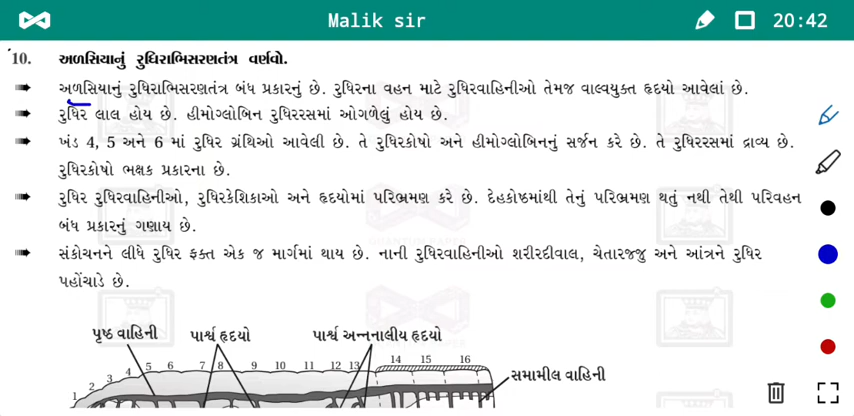 Malik sir
20:42
10. અળસિયાનું રુધિરાભિસરણતંત્ર વર્ણવો.
➠ અળસિયાનું રુધિરાભિસરણતંત્ર બંધ પ્રકારનું છે. રુધિરના વહન માટે રુધિરવાહિનીઓ તેમજ વાલ્વયુક્ત હૃદયો આવેલાં છે.
➠ રુધિર લાલ હોય છે. હીમોગ્લોબિન રુધિરરસમાં ઓગળેલું હોય છે.
➠ ખંડ 4, 5 અને 6 માં રુધિર ગ્રંથિઓ આવેલી છે. તે રુધિરકોષો અને હીમોગ્લોબિનનું સર્જન કરે છે. તે રુધિરરસમાં દ્રાવ્ય છે.
રુધિરકોષો ભક્ષક પ્રકારના છે.
➠ રુધિર રુધિરવાહિનીઓ, રુધિરકેશિકાઓ અને હૃદયોમાં પરિભ્રમણ કરે છે. દેહકોષ્ઠમાંથી તેનું પરિભ્રમણ થતું નથી તેથી પરિવહન
બંધ પ્રકારનું ગણાય છે.
➠ સંકોચનને લીધે રુધિર ફક્ત એક જ માર્ગમાં થાય છે. નાની રુધિરવાહિનીઓ શરીરદીવાલ, ચેતારજ્જુ અને આંત્રને રુધિર
પહોંચાડે છે.
પૃષ્ઠ વાહિની પાર્શ્વ હૃદયો પાર્શ્વ અન્નનાલીય હૃદયો
1 2 3 4 5 6 7 8 9 10 11 12 13 14 15 16
સમામીલ વાહિની